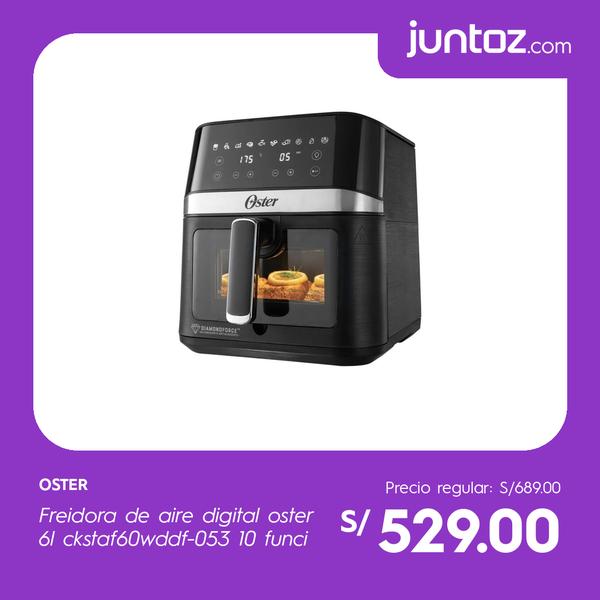 juntoz.com
175 05
Oster
DIAMONDFORCE™
OSTER
Freidora de aire digital oster
6l ckstaf60wddf-053 10 funci
Precio regular: S/689.00
S/ 529.00